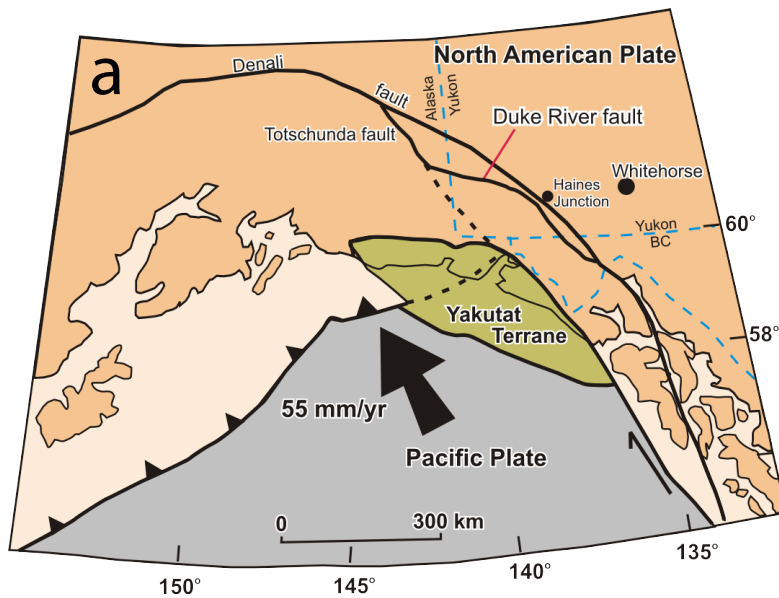 a
Denali
fault
North American Plate
Alaska
Yukon
Totschunda fault
Duke River fault
Whitehorse
Haines
Junction
Yukon
BC
60°
Yakutat
Terrane
58°
55 mm/yr
Pacific Plate
0
300 km
150°
145°
140°
135°